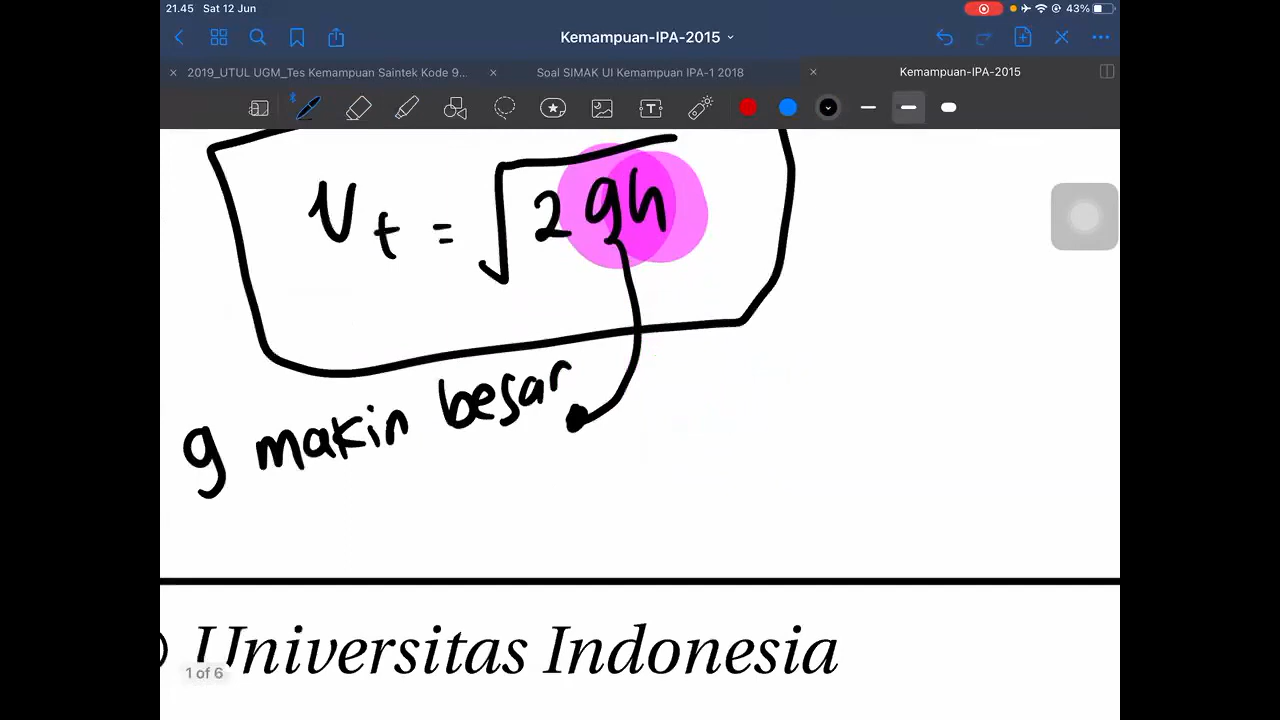 21.45 Sat 12 Jun 43%
Kemampuan-IPA-2015
2019_UTUL UGM_Tes Kemampuan Saintek Kode 9... Soal SIMAK UI Kemampuan IPA-1 2018 Kemampuan-IPA-2015
Vt = √2gh
g makin besar
) Universitas Indonesia
1 of 6